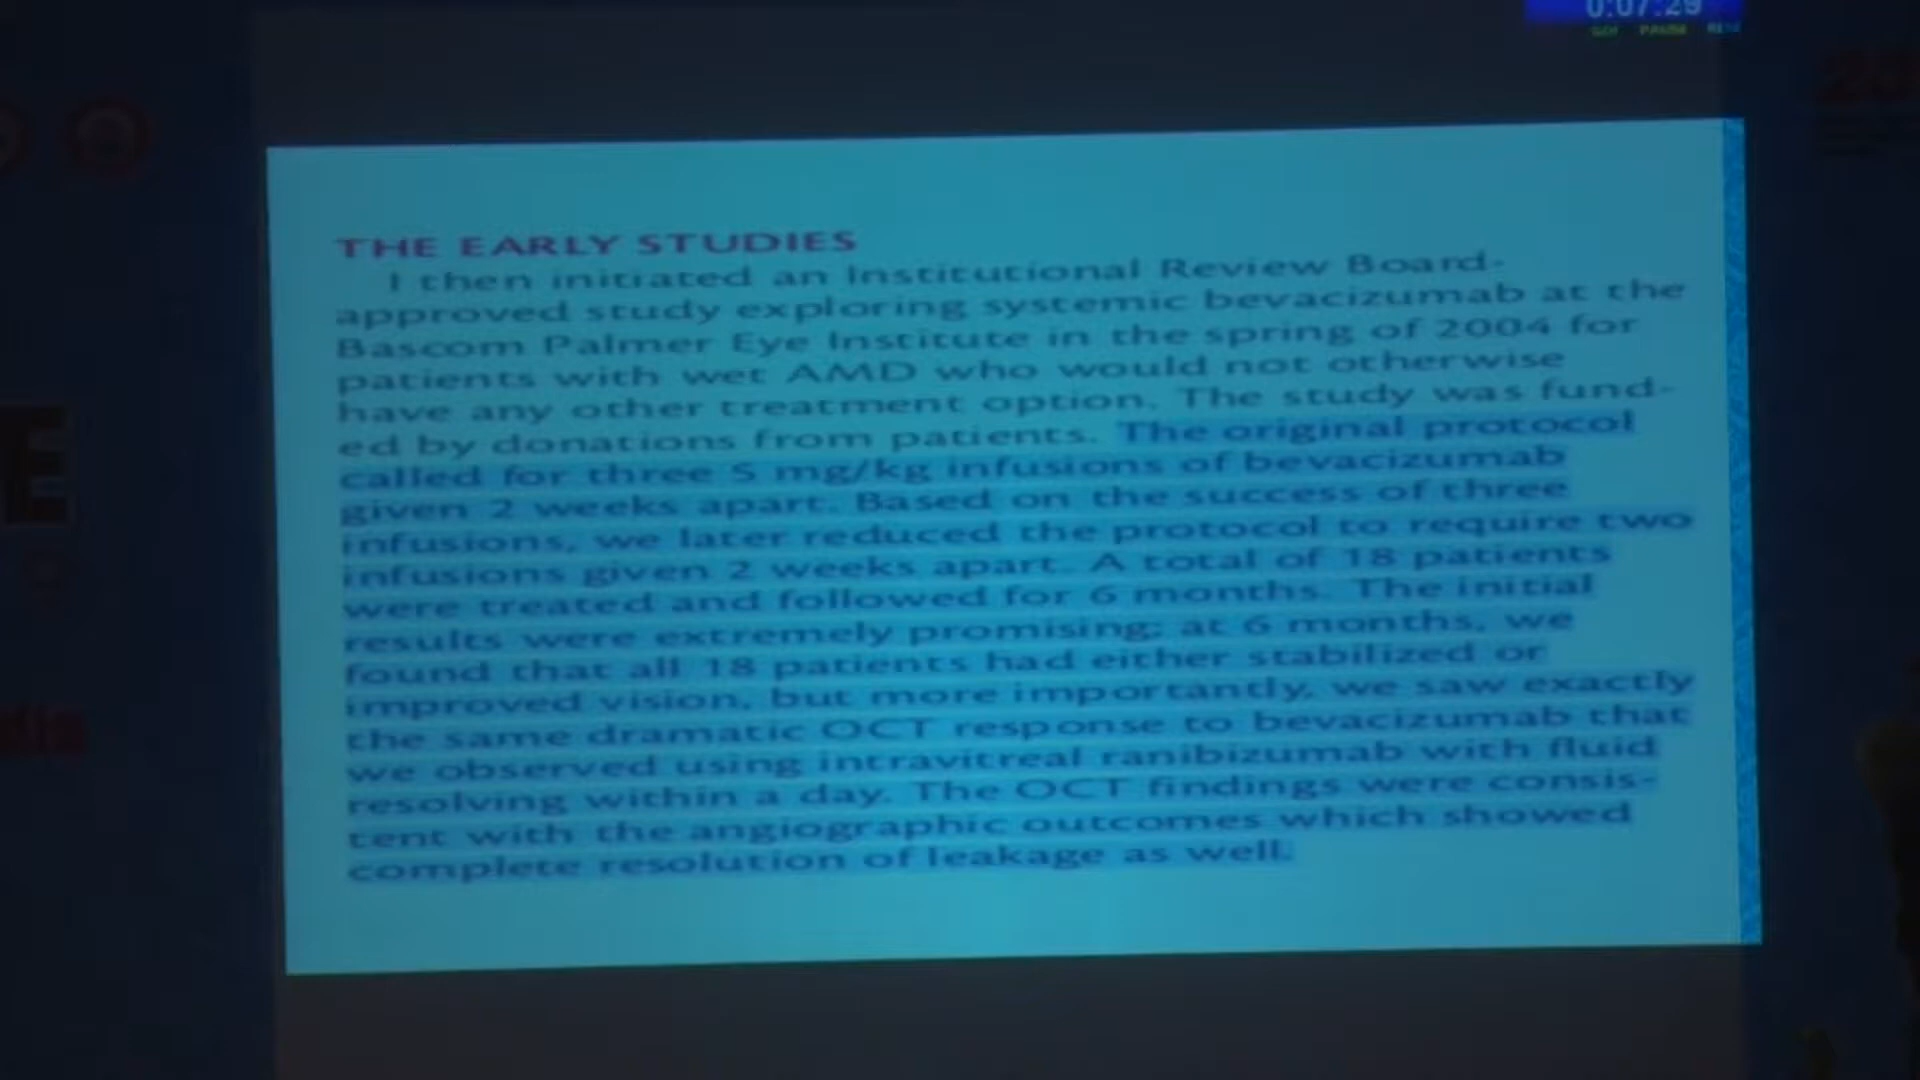 0:07:29
GO! PAUSE
THE EARLY STUDIES
I then initiated an Institutional Review Board-
approved study exploring systemic bevacizumab at the
Bascom Palmer Eye Institute in the spring of 2004 for
patients with wet AMD who would not otherwise
have any other treatment option. The study was fund-
ed by donations from patients. The original protocol
called for three 5 mg/kg infusions of bevacizumab
given 2 weeks apart. Based on the success of three
infusions, we later reduced the protocol to require two
infusions given 2 weeks apart. A total of 18 patients
were treated and followed for 6 months. The initial
results were extremely promising; at 6 months, we
found that all 18 patients had either stabilized or
improved vision, but more importantly, we saw exactly
the same dramatic OCT response to bevacizumab that
we observed using intravitreal ranibizumab with fluid
resolving within a day. The OCT findings were consis-
tent with the angiographic outcomes which showed
complete resolution of leakage as well.
E